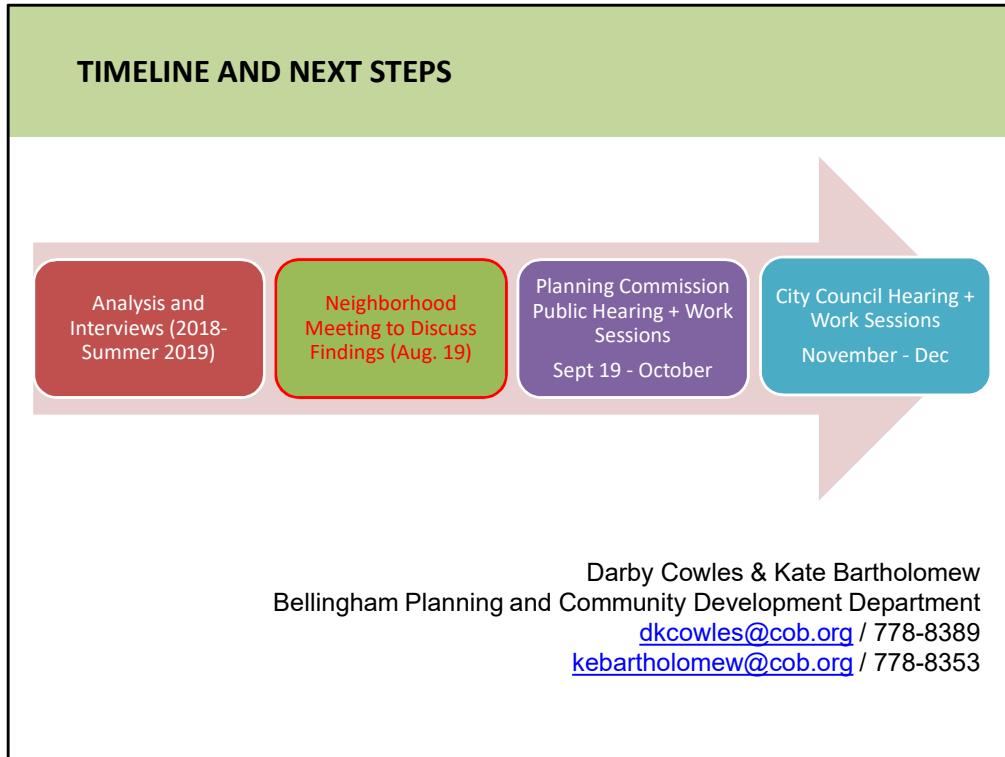 TIMELINE AND NEXT STEPS
Analysis and
Interviews (2018-
Summer 2019)
Neighborhood
Meeting to Discuss
Findings (Aug. 19)
Planning Commission
Public Hearing + Work
Sessions
Sept 19 - October
City Council Hearing +
Work Sessions
November - Dec
Darby Cowles & Kate Bartholomew
Bellingham Planning and Community Development Department
dkcowles@cob.org / 778-8389
kebartholomew@cob.org / 778-8353